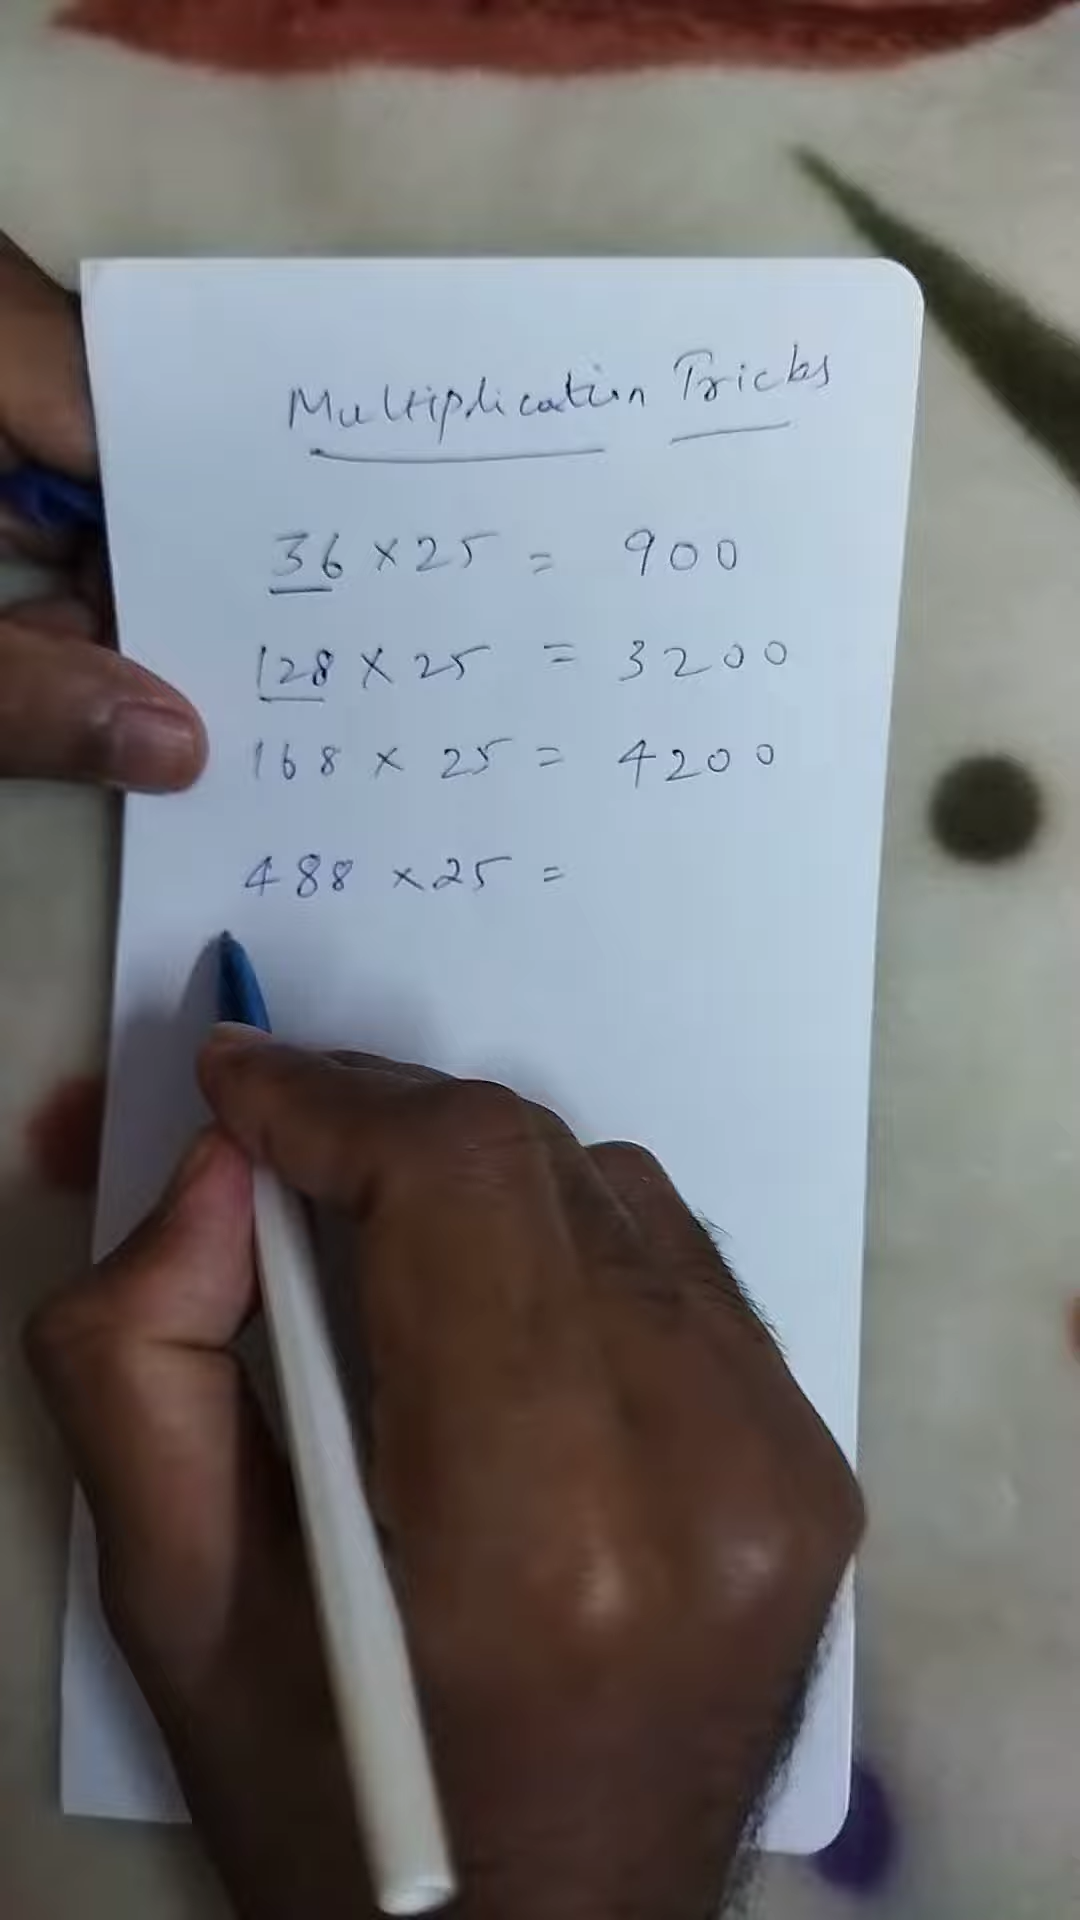 Multiplication Tricks
36 × 25 = 900
128 × 25 = 3200
168 × 25 = 4200
488 × 25 =